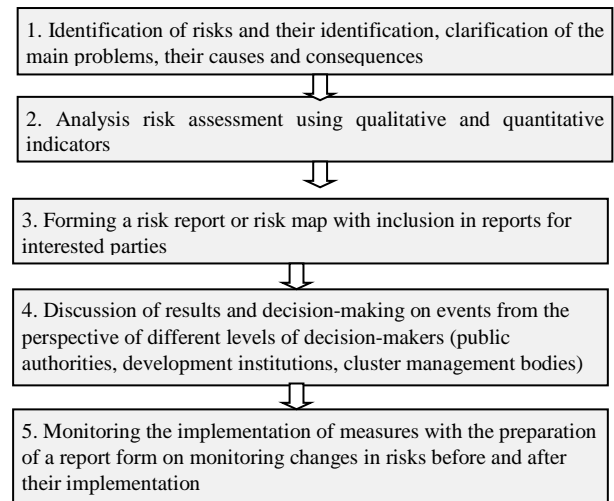 1. Identification of risks and their identification, clarification of the
main problems, their causes and consequences
2. Analysis risk assessment using qualitative and quantitative
indicators
3. Forming a risk report or risk map with inclusion in reports for
interested parties
4. Discussion of results and decision-making on events from the
perspective of different levels of decision-makers (public
authorities, development institutions, cluster management bodies)
5. Monitoring the implementation of measures with the preparation
of a report form on monitoring changes in risks before and after
their implementation